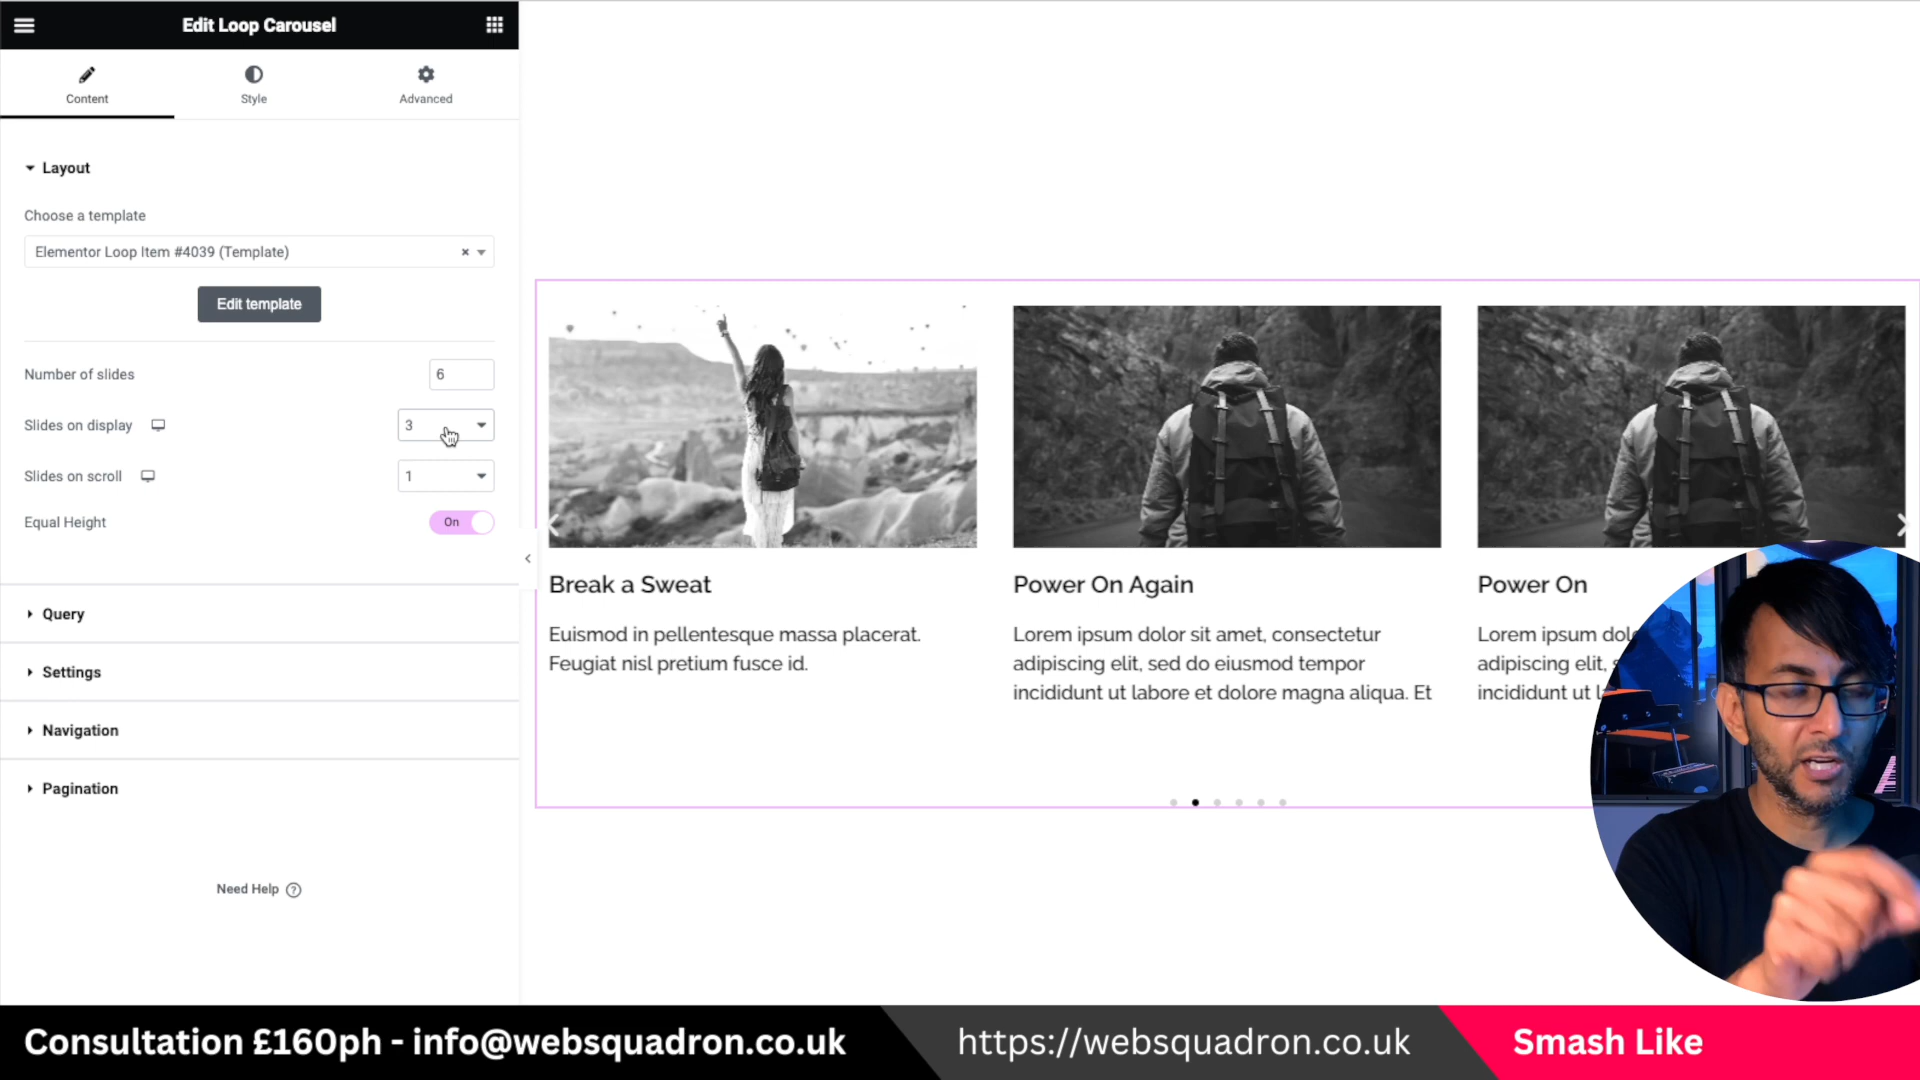 Edit Loop Carousel
Content
Style
Advanced
Layout
Choose a template
Elementor Loop Item #4039 (Template)
×
Edit template
Number of slides
6
Slides on display
3
Slides on scroll
1
Equal Height
On
Query
Settings
Navigation
Pagination
Need Help ?
Break a Sweat
Euismod in pellentesque massa placerat.
Feugiat nisl pretium fusce id.
Power On Again
Lorem ipsum dolor sit amet, consectetur
adipiscing elit, sed do eiusmod tempor
incididunt ut labore et dolore magna aliqua. Et
Power On
Lorem ipsum
adipiscing elit,
incididunt ut
Consultation £160ph - info@websquadron.co.uk
https://websquadron.co.uk
Smash Like